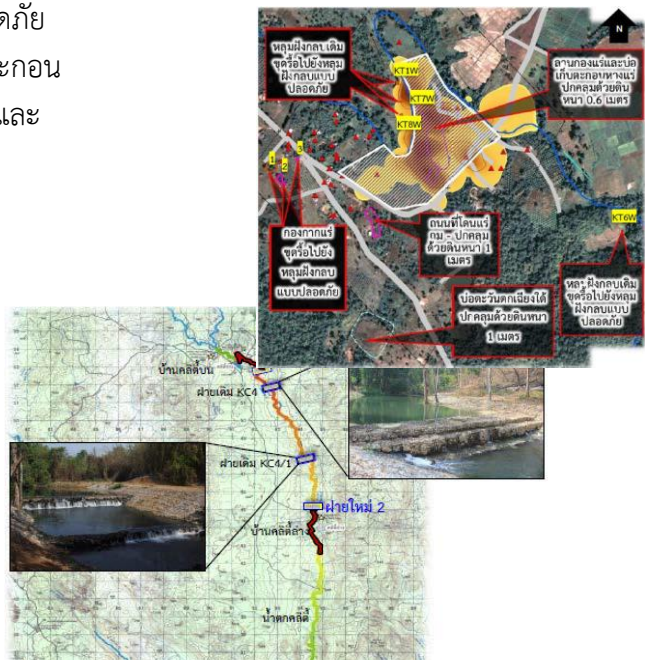 ดภัย
ะกอน
และ
N
หลุมฝังกลบเดิม
ขุดรื้อไปยังหลุม
ฝังกลบแบบ
ปลอดภัย
KT1W
KT7W
KT8W
ลานกองแร่และบ่อ
เก็บตะกอนหางแร่
ปกคลุมด้วยดิน
หนา 0.6 เมตร
1
2
3
กองกากแร่
ขุดรื้อไปยัง
หลุมฝังกลบ
แบบปลอดภัย
ถนนที่โดนแร่
ถม - ปกคลุม
ด้วยดินหนา 1
เมตร
KT6W
หลุมฝังกลบเดิม
ขุดรื้อไปยังหลุม
ฝังกลบแบบ
ปลอดภัย
บ่อตะวันตกเฉียงใต้
ปกคลุมด้วยดินหนา
1 เมตร
บ้านคลิตี้บน
ฝายเดิม KC4
ฝายเดิม KC4/1
ฝายใหม่ 2
บ้านคลิตี้ล่าง
น้ำตกคลิตี้